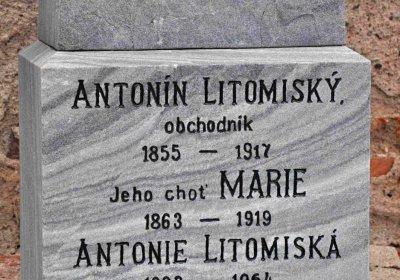 ANTONÍN LITOMISKÝ,
obchodník
1855 — 1917
Jeho choť MARIE
1863 — 1919
ANTONIE LITOMISKÁ